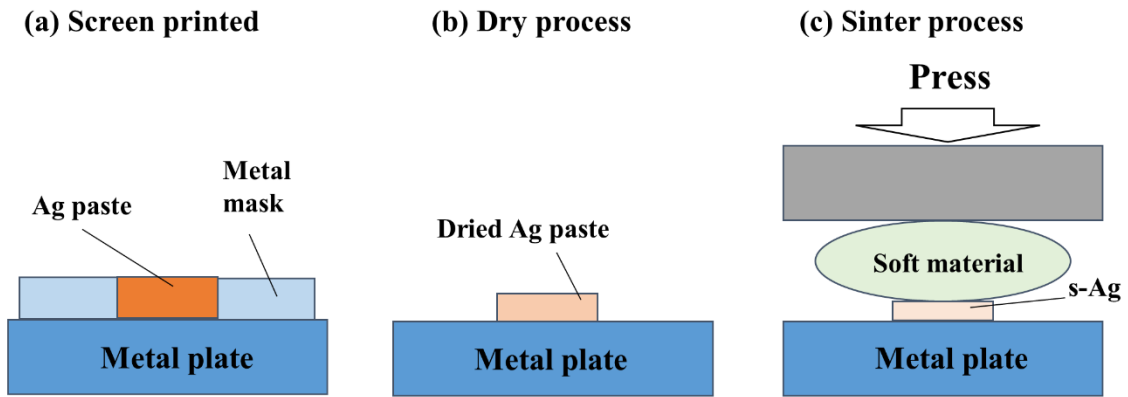 (a) Screen printed
(b) Dry process
(c) Sinter process
Ag paste
Metal
mask
Metal plate
Dried Ag paste
Metal plate
Press
Soft material
s-Ag
Metal plate